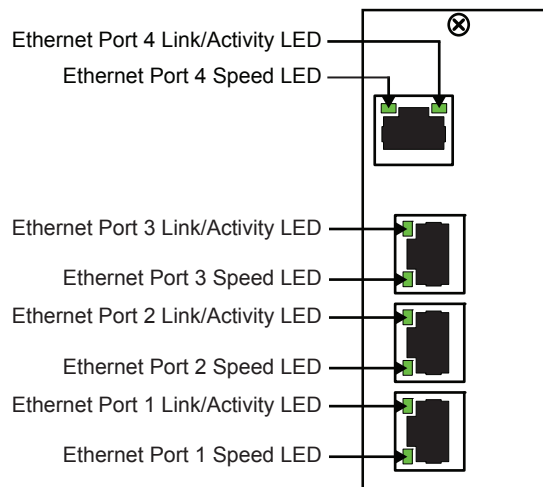 Ethernet Port 4 Link/Activity LED
Ethernet Port 4 Speed LED
Ethernet Port 3 Link/Activity LED
Ethernet Port 3 Speed LED
Ethernet Port 2 Link/Activity LED
Ethernet Port 2 Speed LED
Ethernet Port 1 Link/Activity LED
Ethernet Port 1 Speed LED